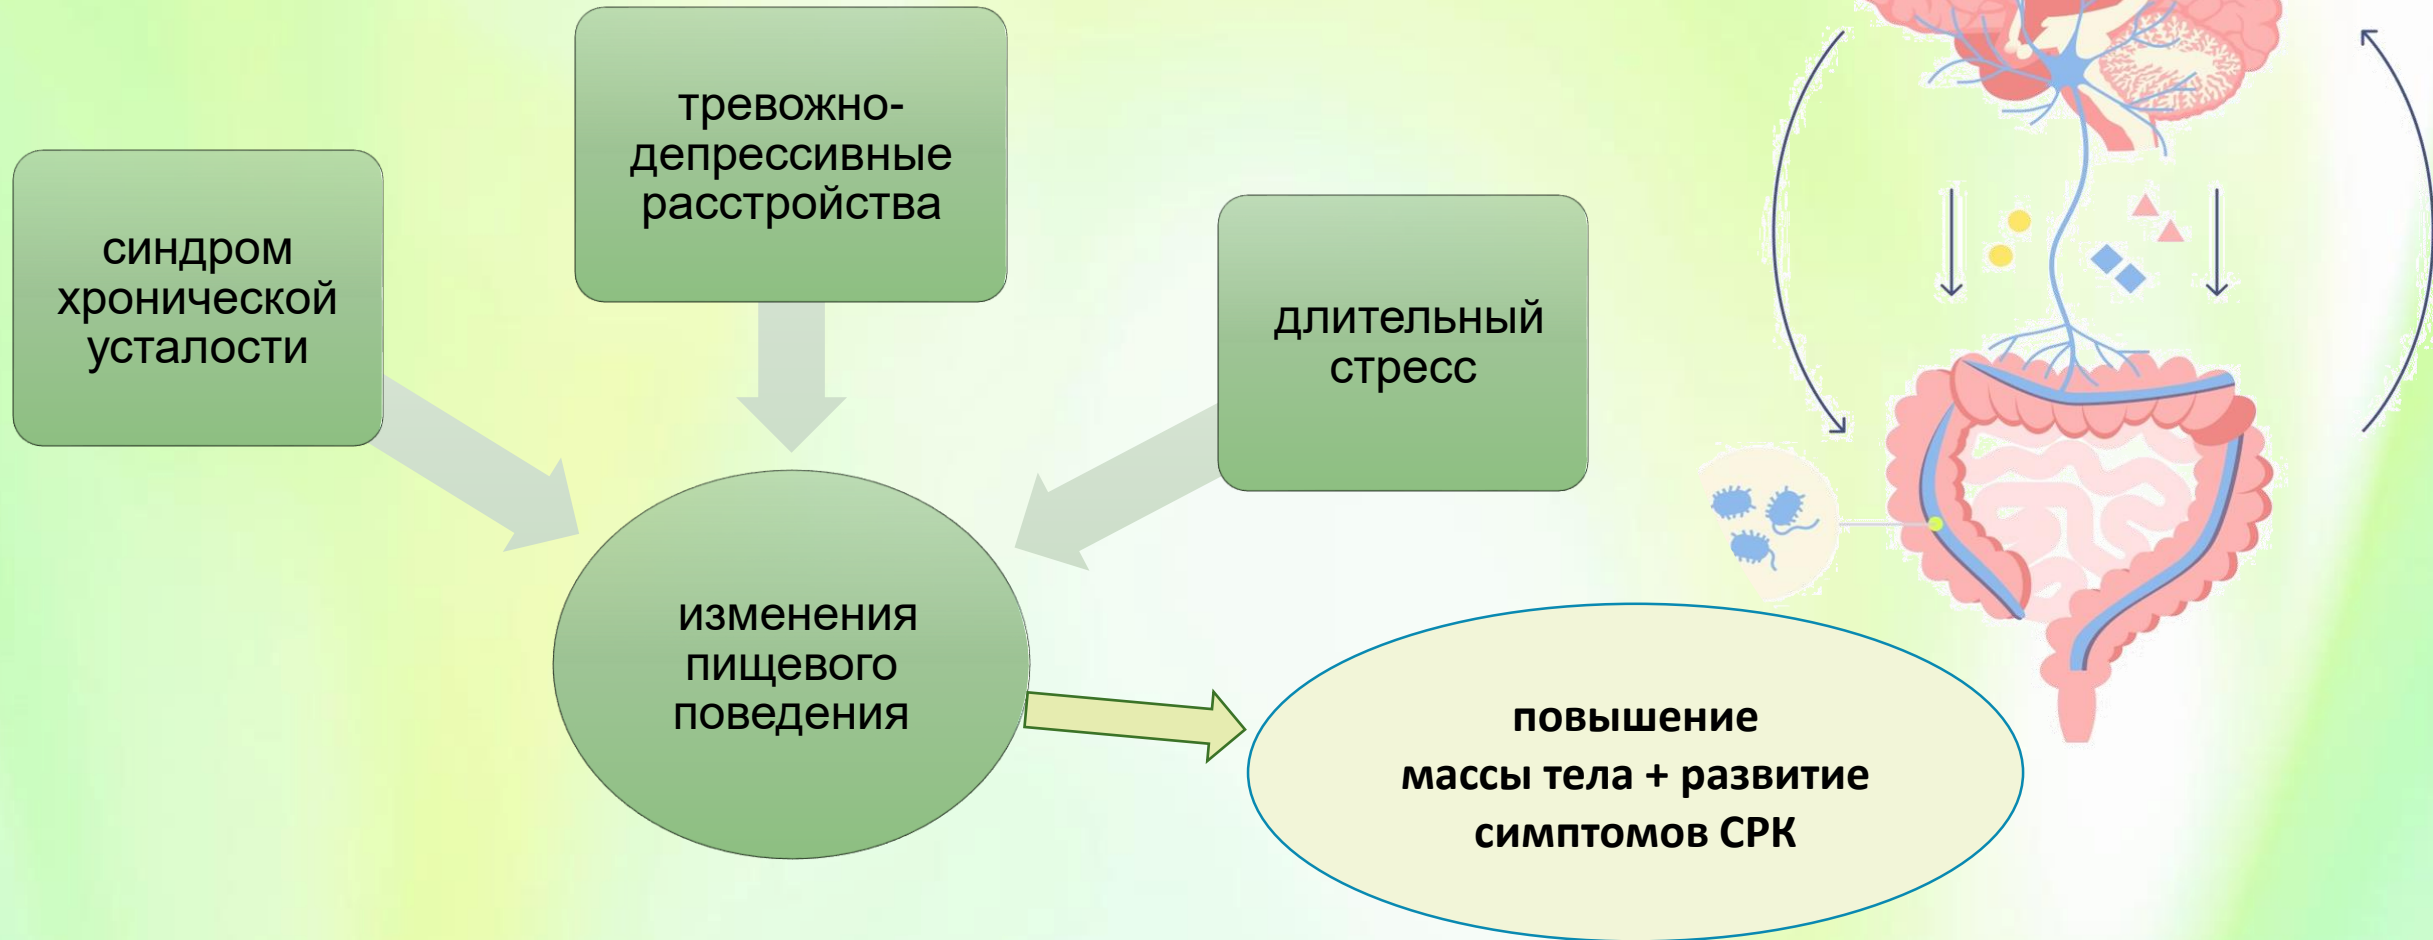 тревожно-
депрессивные
расстройства
синдром
хронической
усталости
длительный
стресс
изменения
пищевого
поведения
повышение
массы тела + развитие
симптомов СРК